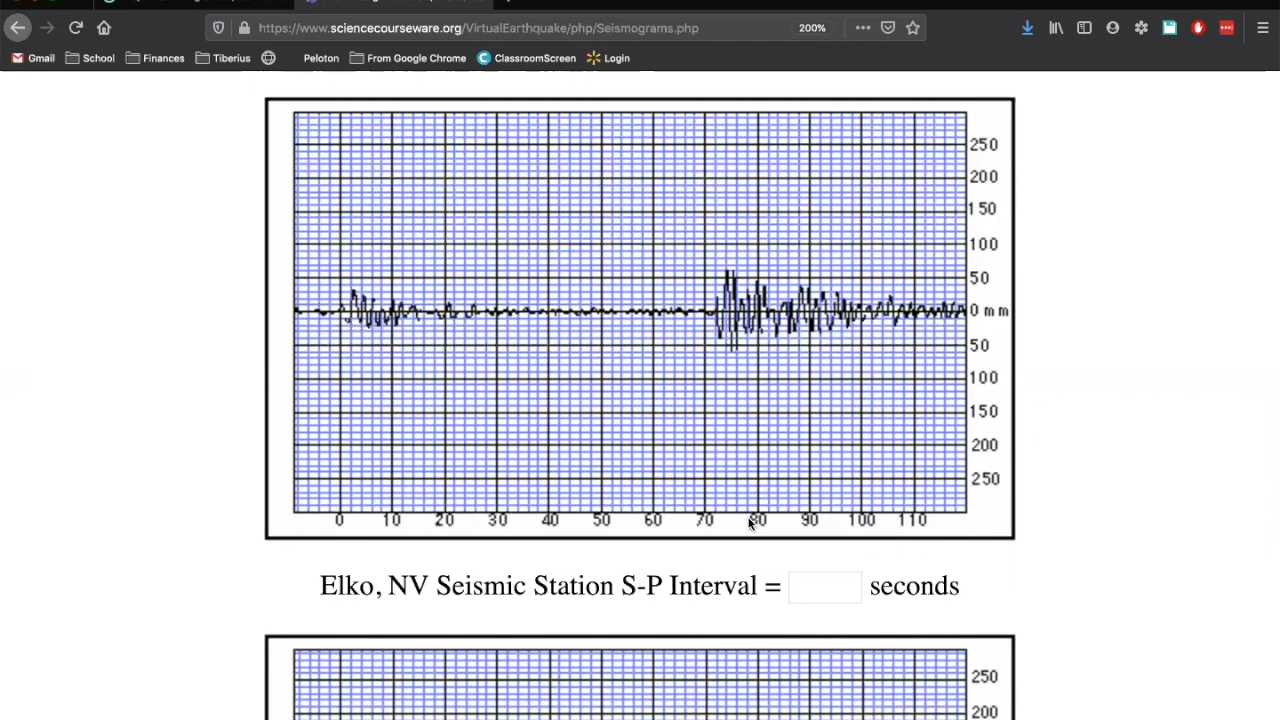 https://www.sciencecourseware.org/VirtualEarthquake/php/Seismograms.php 200%
Gmail School Finances Tiberius Peloton From Google Chrome ClassroomScreen Login
250
200
150
100
50
0 mm
50
100
150
200
250
0 10 20 30 40 50 60 70 80 90 100 110
Elko, NV Seismic Station S-P Interval = seconds
250
200